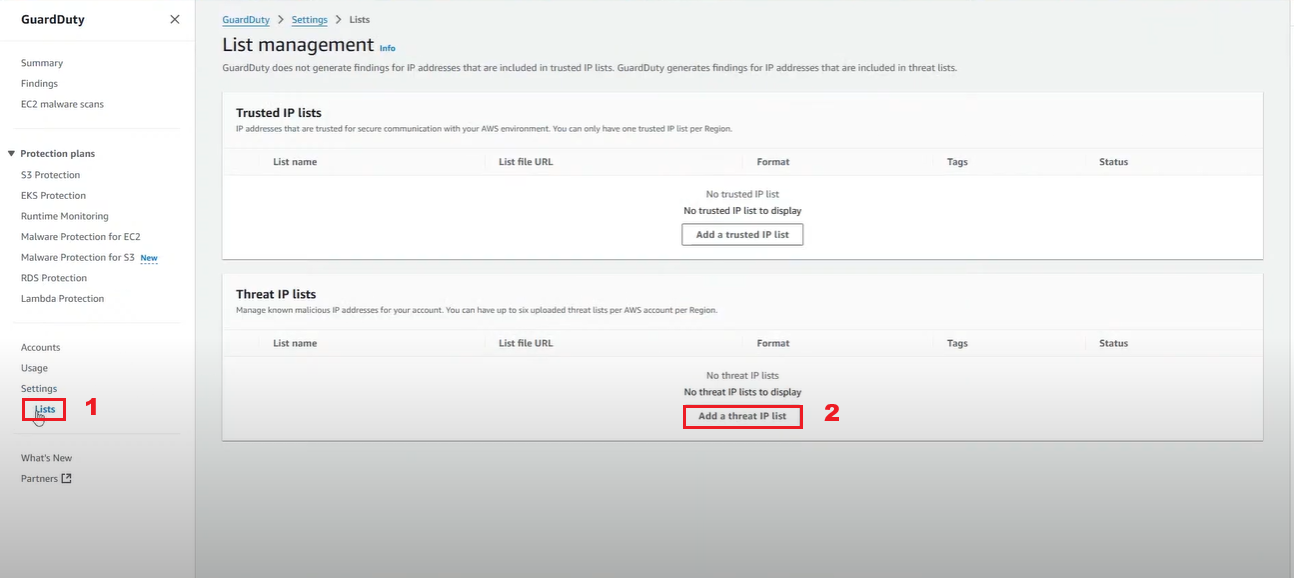 GuardDuty
Summary
Findings
EC2 malware scans
Protection plans
S3 Protection
EKS Protection
Runtime Monitoring
Malware Protection for EC2
Malware Protection for S3 New
RDS Protection
Lambda Protection
Accounts
Usage
Settings
Lists 1
What's New
Partners
GuardDuty > Settings > Lists
List management Info
GuardDuty does not generate findings for IP addresses that are included in trusted IP lists. GuardDuty generates findings for IP addresses that are included in threat lists.
Trusted IP lists
IP addresses that are trusted for secure communication with your AWS environment. You can only have one trusted IP list per Region.
List name List file URL Format Tags Status
No trusted IP list
No trusted IP list to display
Add a trusted IP list
Threat IP lists
Manage known malicious IP addresses for your account. You can have up to six uploaded threat lists per AWS account per Region.
List name List file URL Format Tags Status
No threat IP lists
No threat IP lists to display
Add a threat IP list 2